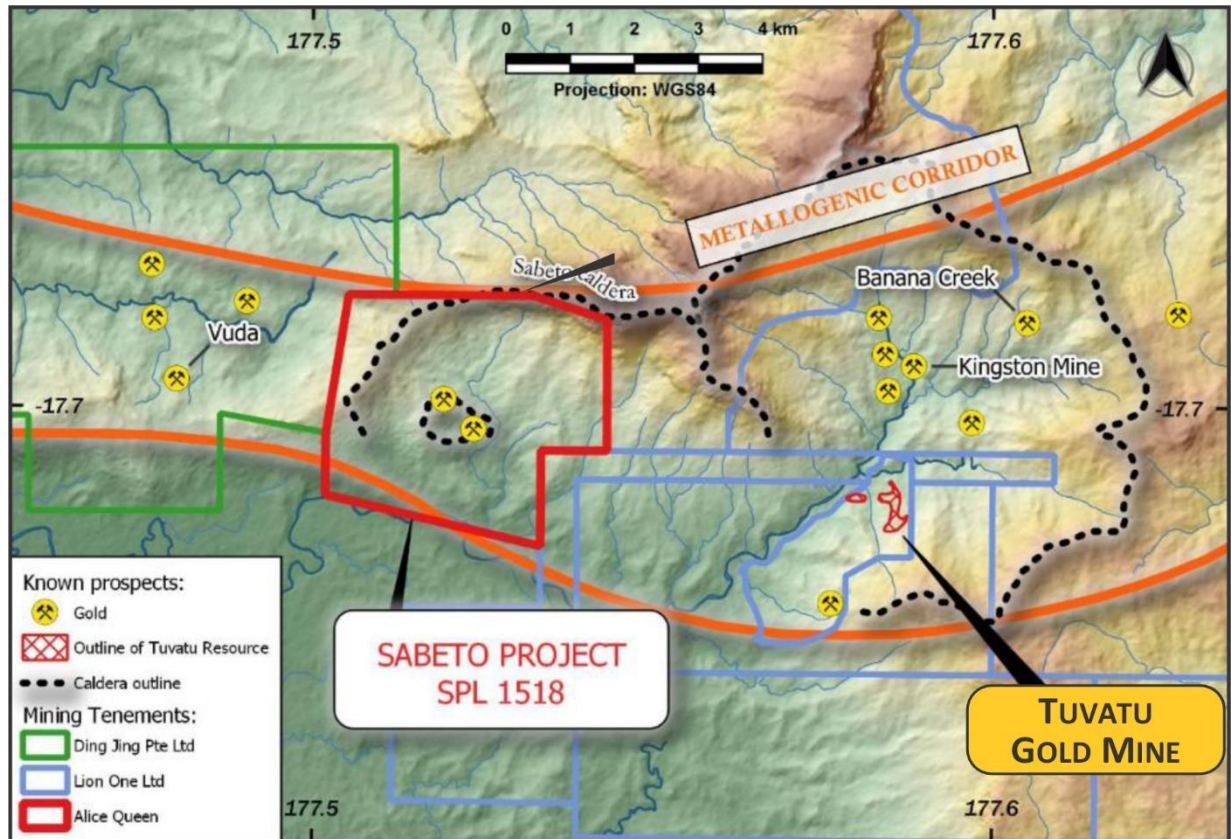 177.5
0 1 2 3 4 km
177.6
Projection: WGS84
METALLOGENIC CORRIDOR
Sabeto caldera
Banana Creek
Vuda
Kingston Mine
-17.7
-17.7
SABETO PROJECT
SPL 1518
TUVATU
GOLD MINE
Known prospects:
Gold
Outline of Tuvatu Resource
Caldera outline
Mining Tenements:
Ding Jing Pte Ltd
Lion One Ltd
Alice Queen
177.5
177.6